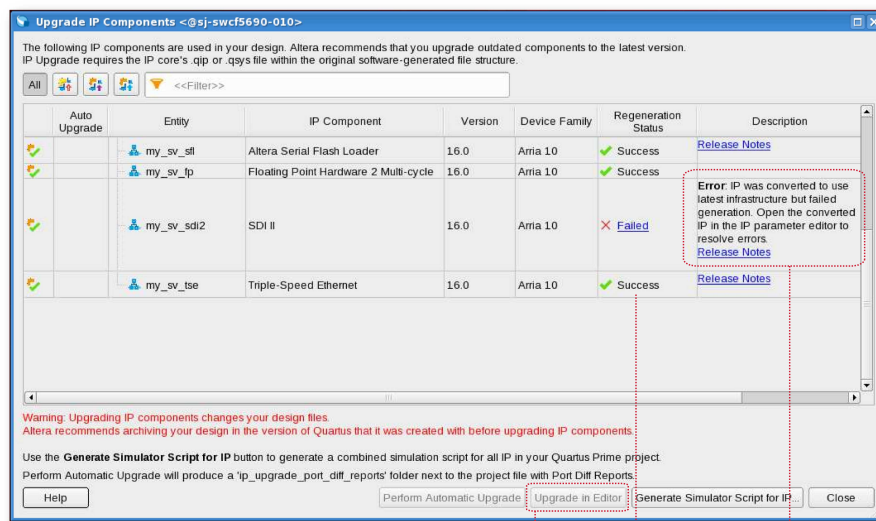 Upgrade IP Components <@sj-swcf5690-010>
The following IP components are used in your design. Altera recommends that you upgrade outdated components to the latest version.
IP Upgrade requires the IP core's .qip or .qsys file within the original software-generated file structure.
All <<Filter>>
Auto Upgrade Entity IP Component Version Device Family Regeneration Status Description
my_sv_sfl Altera Serial Flash Loader 16.0 Arria 10 Success Release Notes
my_sv_fp Floating Point Hardware 2 Multi-cycle 16.0 Arria 10 Success
my_sv_sdi2 SDI II 16.0 Arria 10 Failed
Error: IP was converted to use
latest infrastructure but failed
generation. Open the converted
IP in the IP parameter editor to
resolve errors.
Release Notes
my_sv_tse Triple-Speed Ethernet 16.0 Arria 10 Success Release Notes
Warning: Upgrading IP components changes your design files.
Altera recommends archiving your design in the version of Quartus that it was created with before upgrading IP components.
Use the Generate Simulator Script for IP button to generate a combined simulation script for all IP in your Quartus Prime project.
Perform Automatic Upgrade will produce a 'ip_upgrade_port_diff_reports' folder next to the project file with Port Diff Reports.
Help Perform Automatic Upgrade Upgrade in Editor Generate Simulator Script for IP... Close